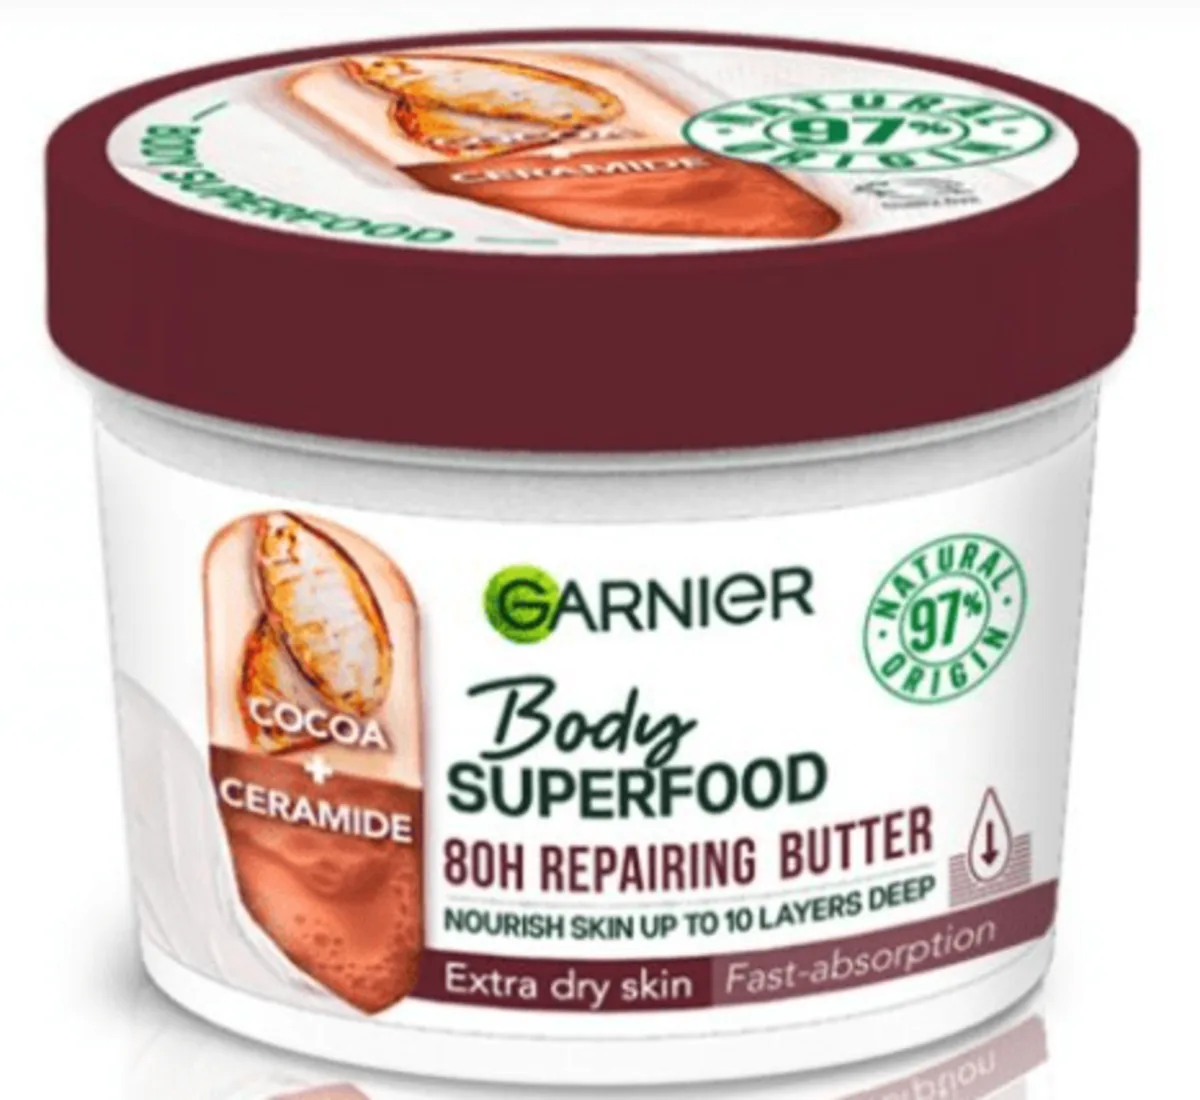 BODY SUPERFOOD
COCOA
+
CERAMIDE
NATURAL
97%
ORIGIN
COCOA
+
CERAMIDE
GARNIER
NATURAL
97%
ORIGIN
Body
SUPERFOOD
80H REPAIRING BUTTER
NOURISH SKIN UP TO 10 LAYERS DEEP
Extra dry skin Fast-absorption